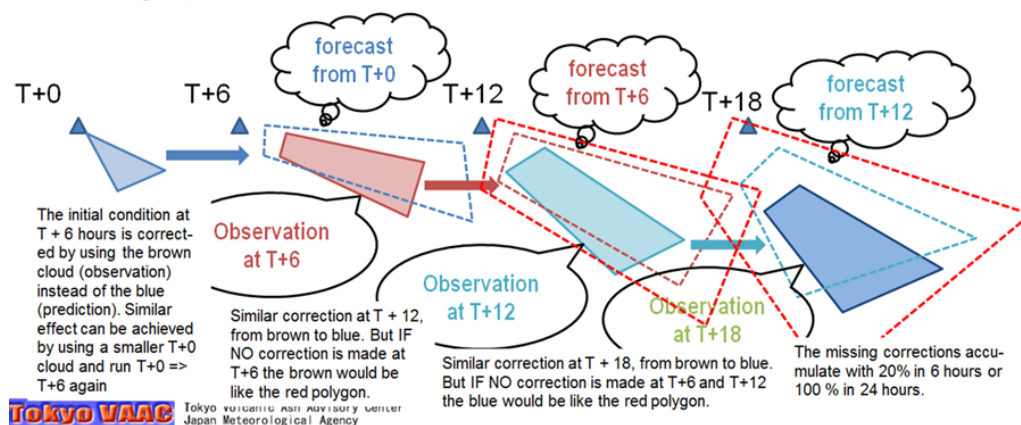 T+0
T+6
T+12
T+18
forecast
from T+0
forecast
from T+6
forecast
from T+12
Observation
at T+6
Observation
at T+12
Observation
at T+18
The initial condition at
T + 6 hours is correct-
ed by using the brown
cloud (observation)
instead of the blue
(prediction). Similar
effect can be achieved
by using a smaller T+0
cloud and run T+0 =>
T+6 again
Similar correction at T + 12,
from brown to blue. But IF
NO correction is made at
T+6 the brown would be
like the red polygon.
Similar correction at T + 18, from brown to blue.
But IF NO correction is made at T+6 and T+12
the blue would be like the red polygon.
The missing corrections accu-
mulate with 20% in 6 hours or
100 % in 24 hours.
Tokyo VAAC
Tokyo Volcanic Ash Advisory Center
Japan Meteorological Agency